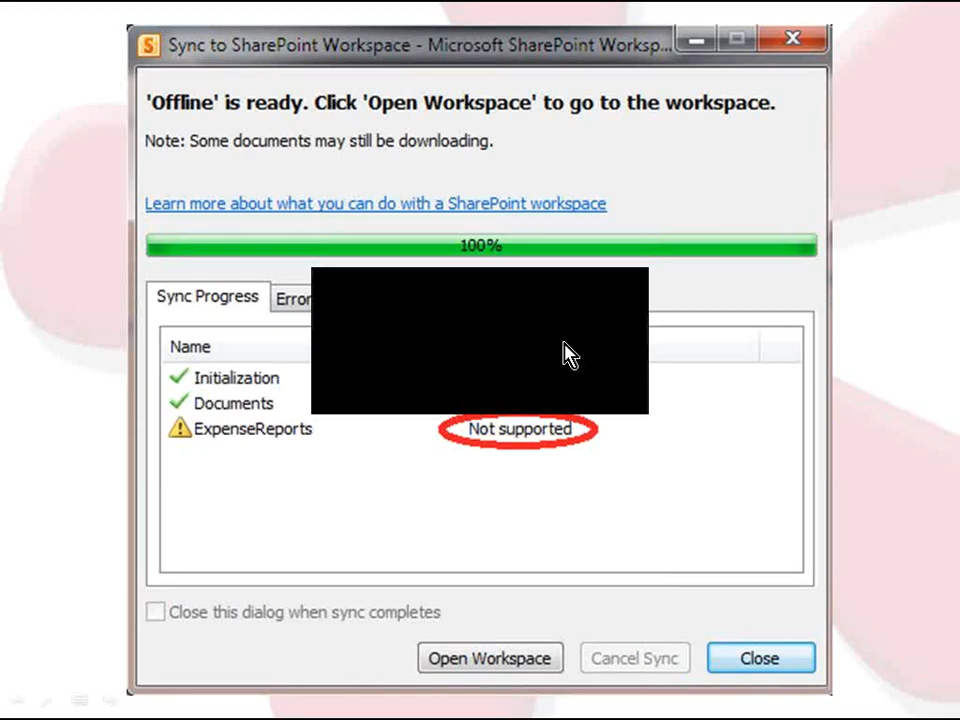 Sync to SharePoint Workspace - Microsoft SharePoint Worksp...
'Offline' is ready. Click 'Open Workspace' to go to the workspace.
Note: Some documents may still be downloading.
Learn more about what you can do with a SharePoint workspace
100%
Sync Progress Error
Name
Initialization
Documents
ExpenseReports Not supported
Close this dialog when sync completes
Open Workspace Cancel Sync Close